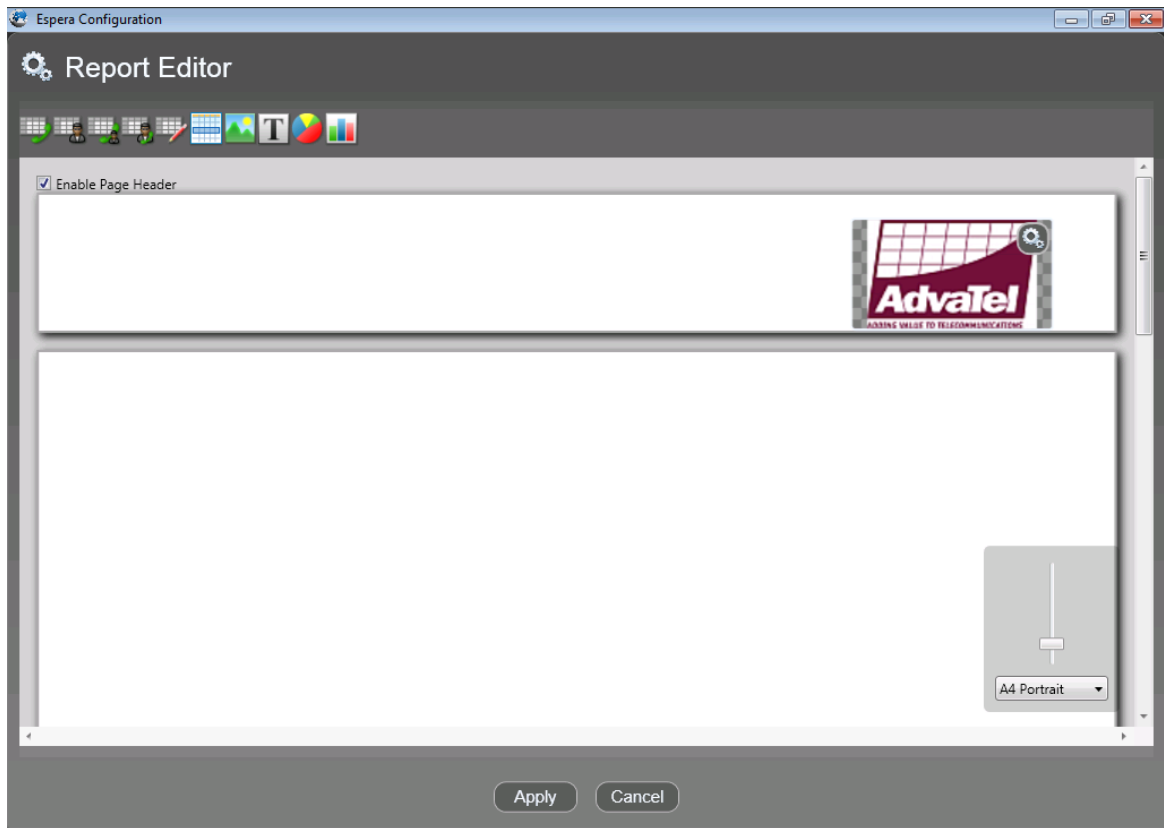 Espera Configuration
Report Editor
T
Enable Page Header
AdvaTel
ADDING VALUE TO TELECOMMUNICATIONS
A4 Portrait
Apply
Cancel